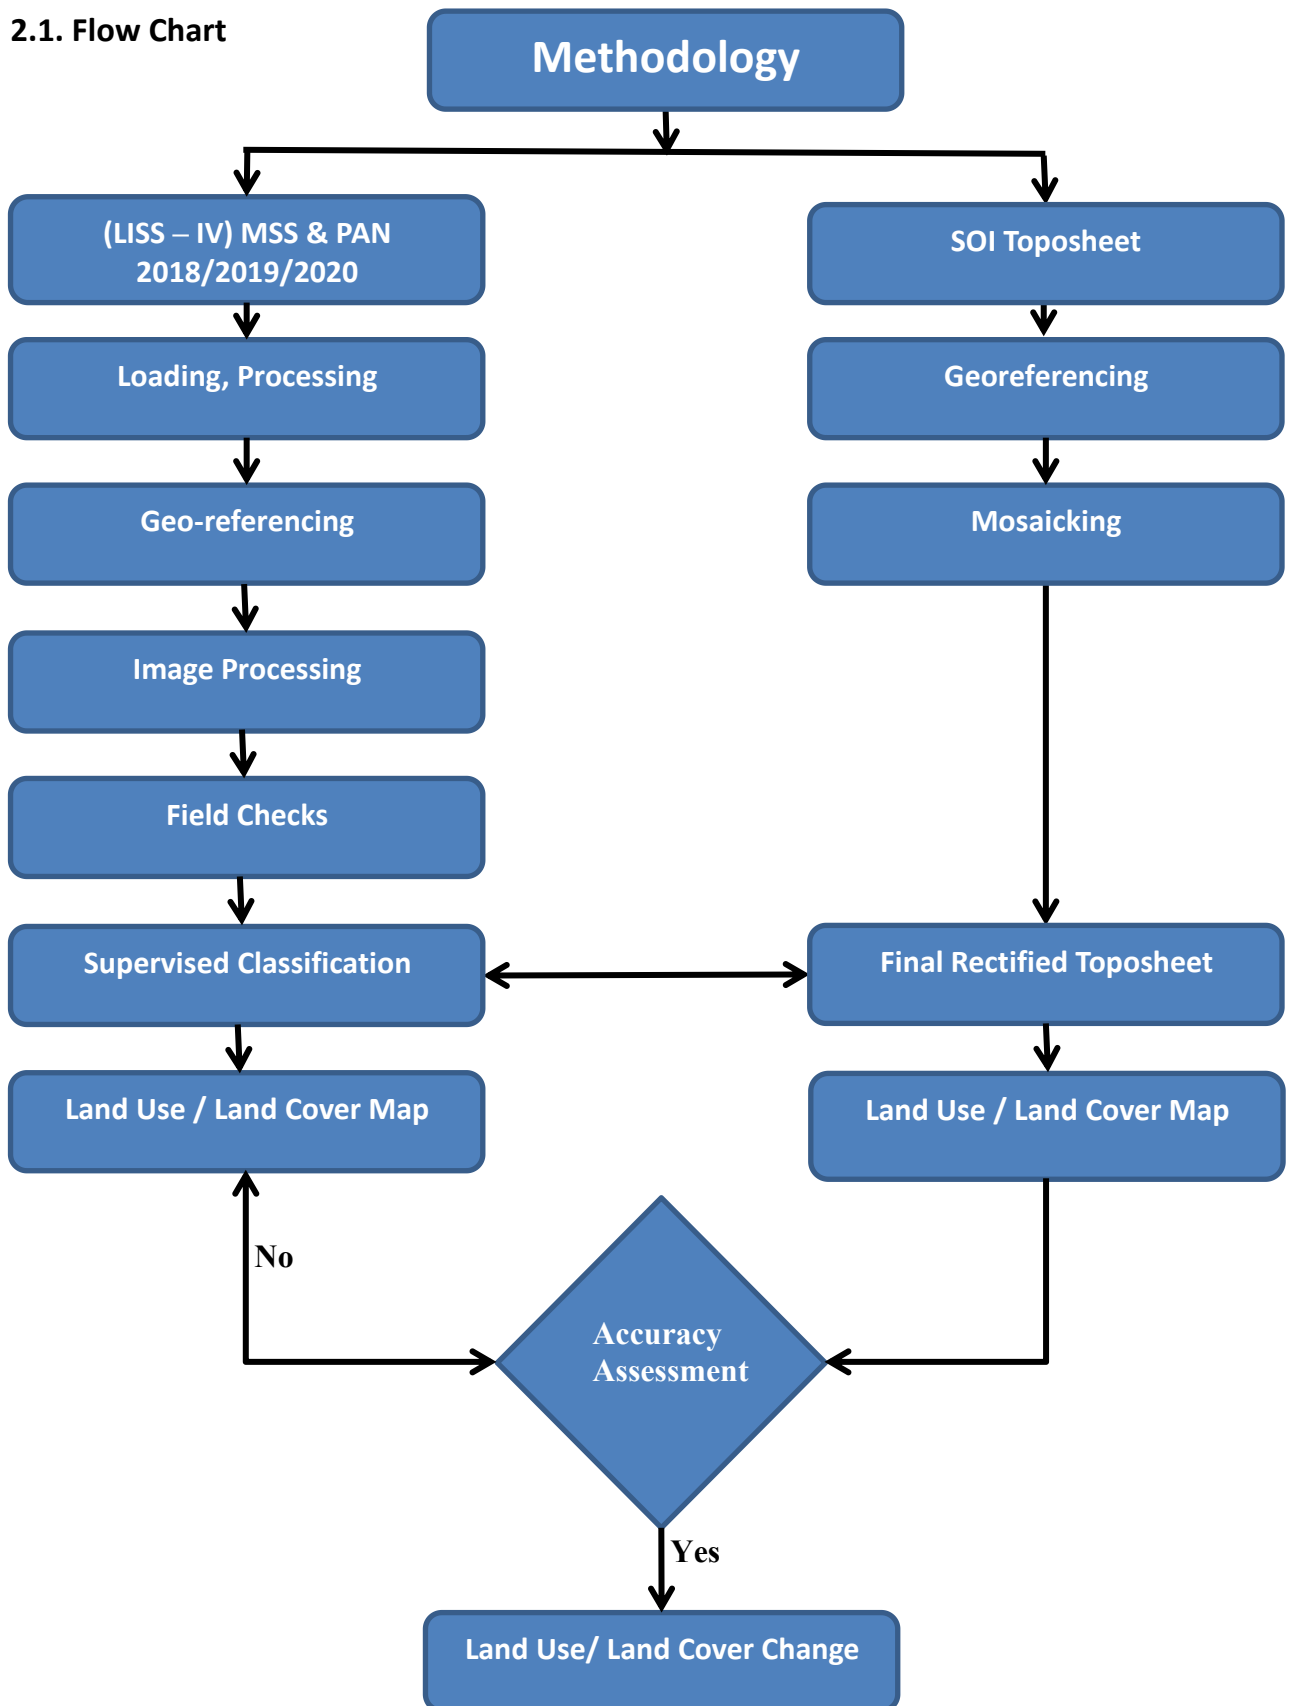 2.1. Flow Chart
Methodology
(LISS – IV) MSS & PAN
2018/2019/2020
SOI Toposheet
Loading, Processing
Georeferencing
Geo-referencing
Mosaicking
Image Processing
Field Checks
Supervised Classification
Final Rectified Toposheet
Land Use / Land Cover Map
Land Use / Land Cover Map
No
Accuracy
Assessment
Yes
Land Use/ Land Cover Change